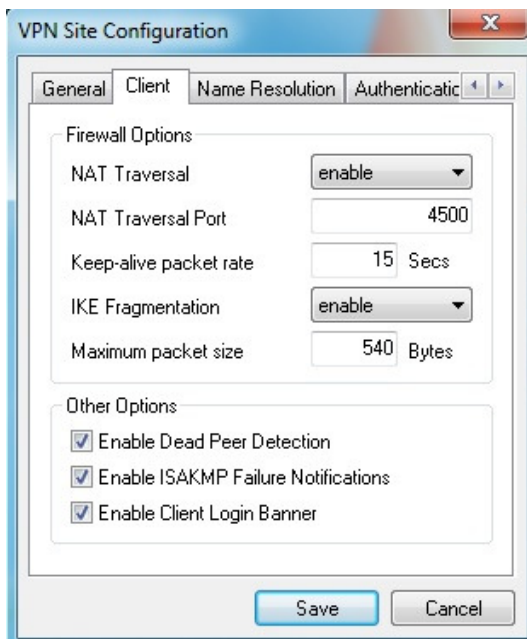 VPN Site Configuration
General Client Name Resolution Authenticatic
Firewall Options
NAT Traversal enable
NAT Traversal Port 4500
Keep-alive packet rate 15 Secs
IKE Fragmentation enable
Maximum packet size 540 Bytes
Other Options
Enable Dead Peer Detection
Enable ISAKMP Failure Notifications
Enable Client Login Banner
Save Cancel